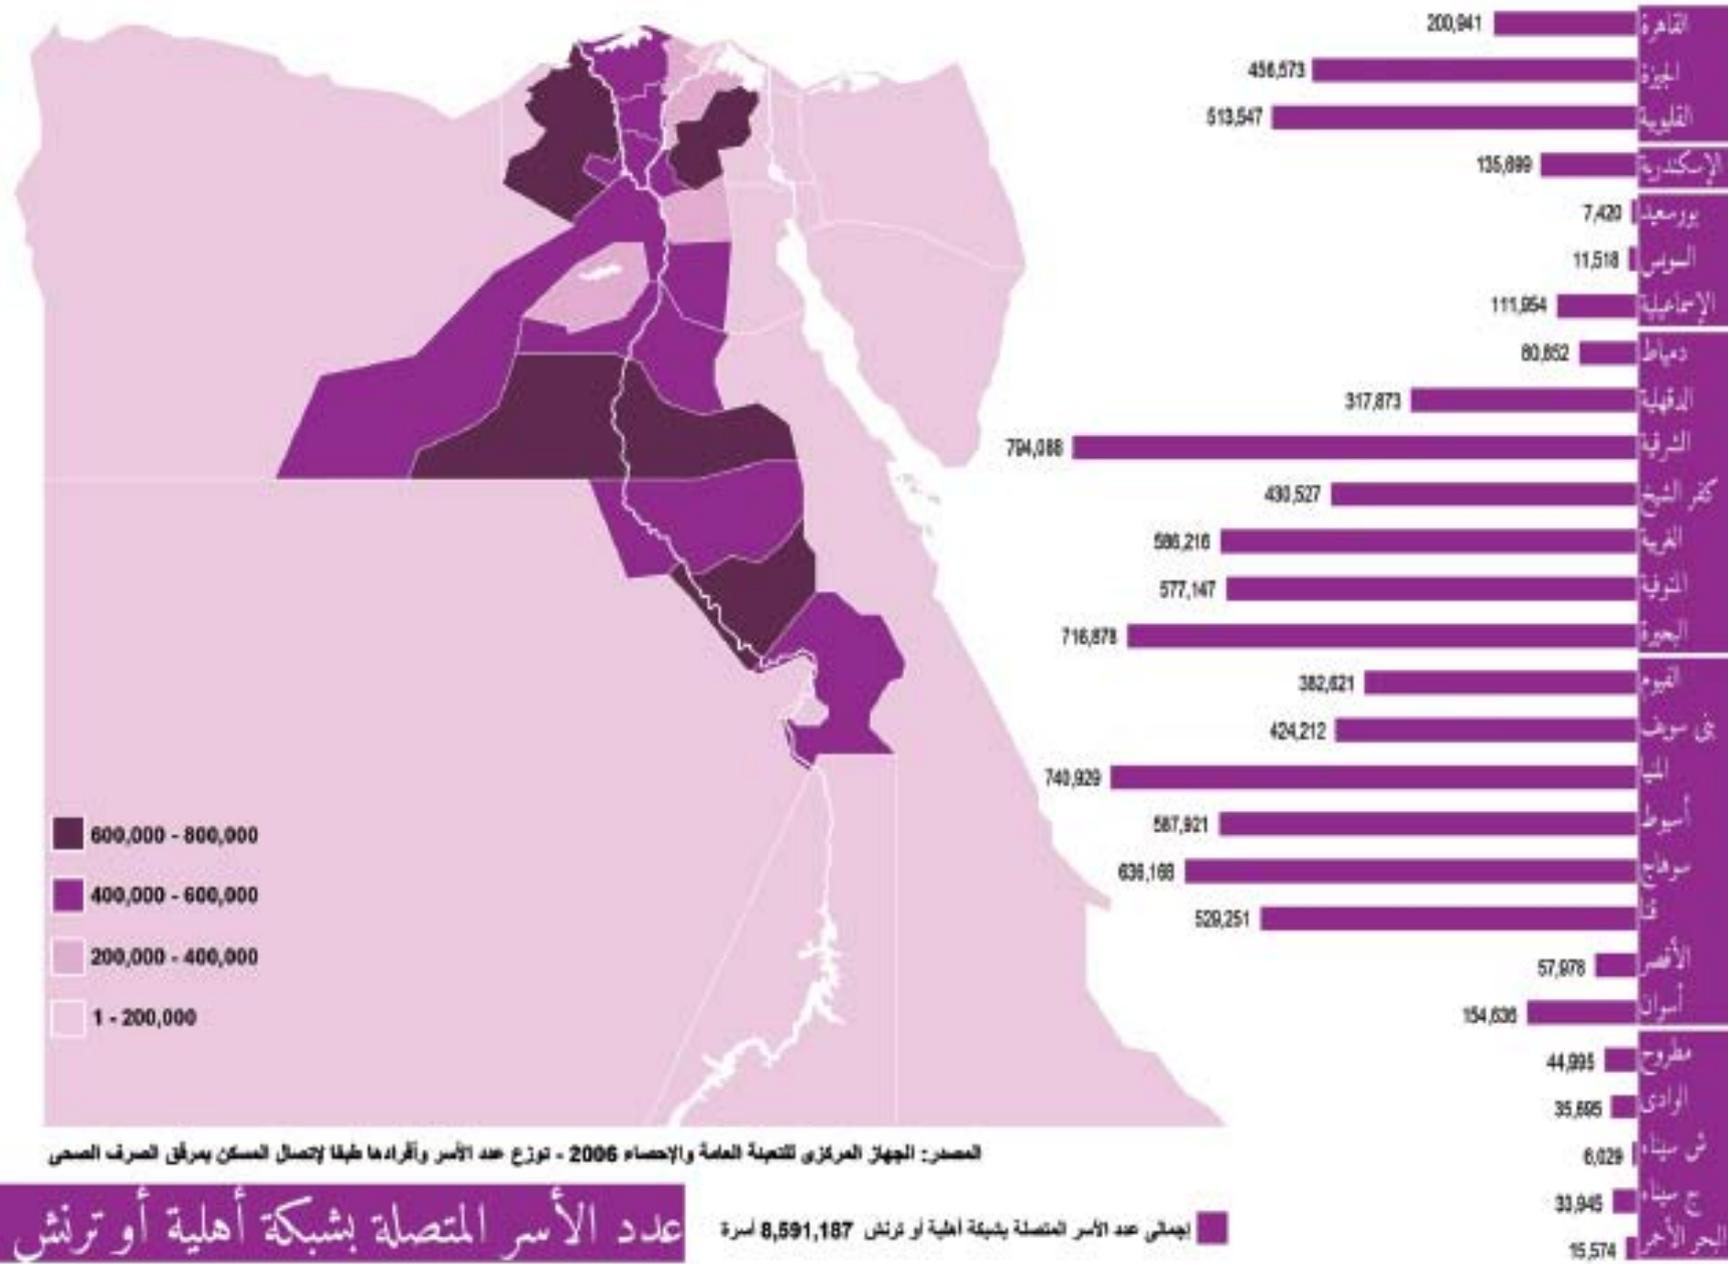 200,941 القاهرة
456,573 الجيزة
513,547 القليوبية
135,699 الإسكندرية
7,420 بورسعيد
11,518 السويس
111,954 الإسماعيلية
80,852 دمياط
317,873 الدقهلية
794,088 الشرقية
430,527 كفر الشيخ
586,216 الغربية
577,147 المنوفية
716,878 البحيرة
382,621 الفيوم
424,212 بنى سويف
740,929 المنيا
587,921 أسيوط
636,168 سوهاج
529,251 قنا
57,978 الأقصر
154,636 أسوان
44,995 مطروح
35,695 الوادى
6,029 ش سيناء
33,945 ج سيناء
15,574 البحر الأحمر
600,000 - 800,000
400,000 - 600,000
200,000 - 400,000
1 - 200,000
المصدر: الجهاز المركزى للتعبئة العامة والإحصاء 2006 - توزع عدد الأسر وأفرادها طبقا لإتصال المسكن بمرفق الصرف الصحى
إجمالى عدد الأسر المتصلة بشبكة أهلية أو ترنش 8,591,187 أسرة
عدد الأسر المتصلة بشبكة أهلية أو ترنش